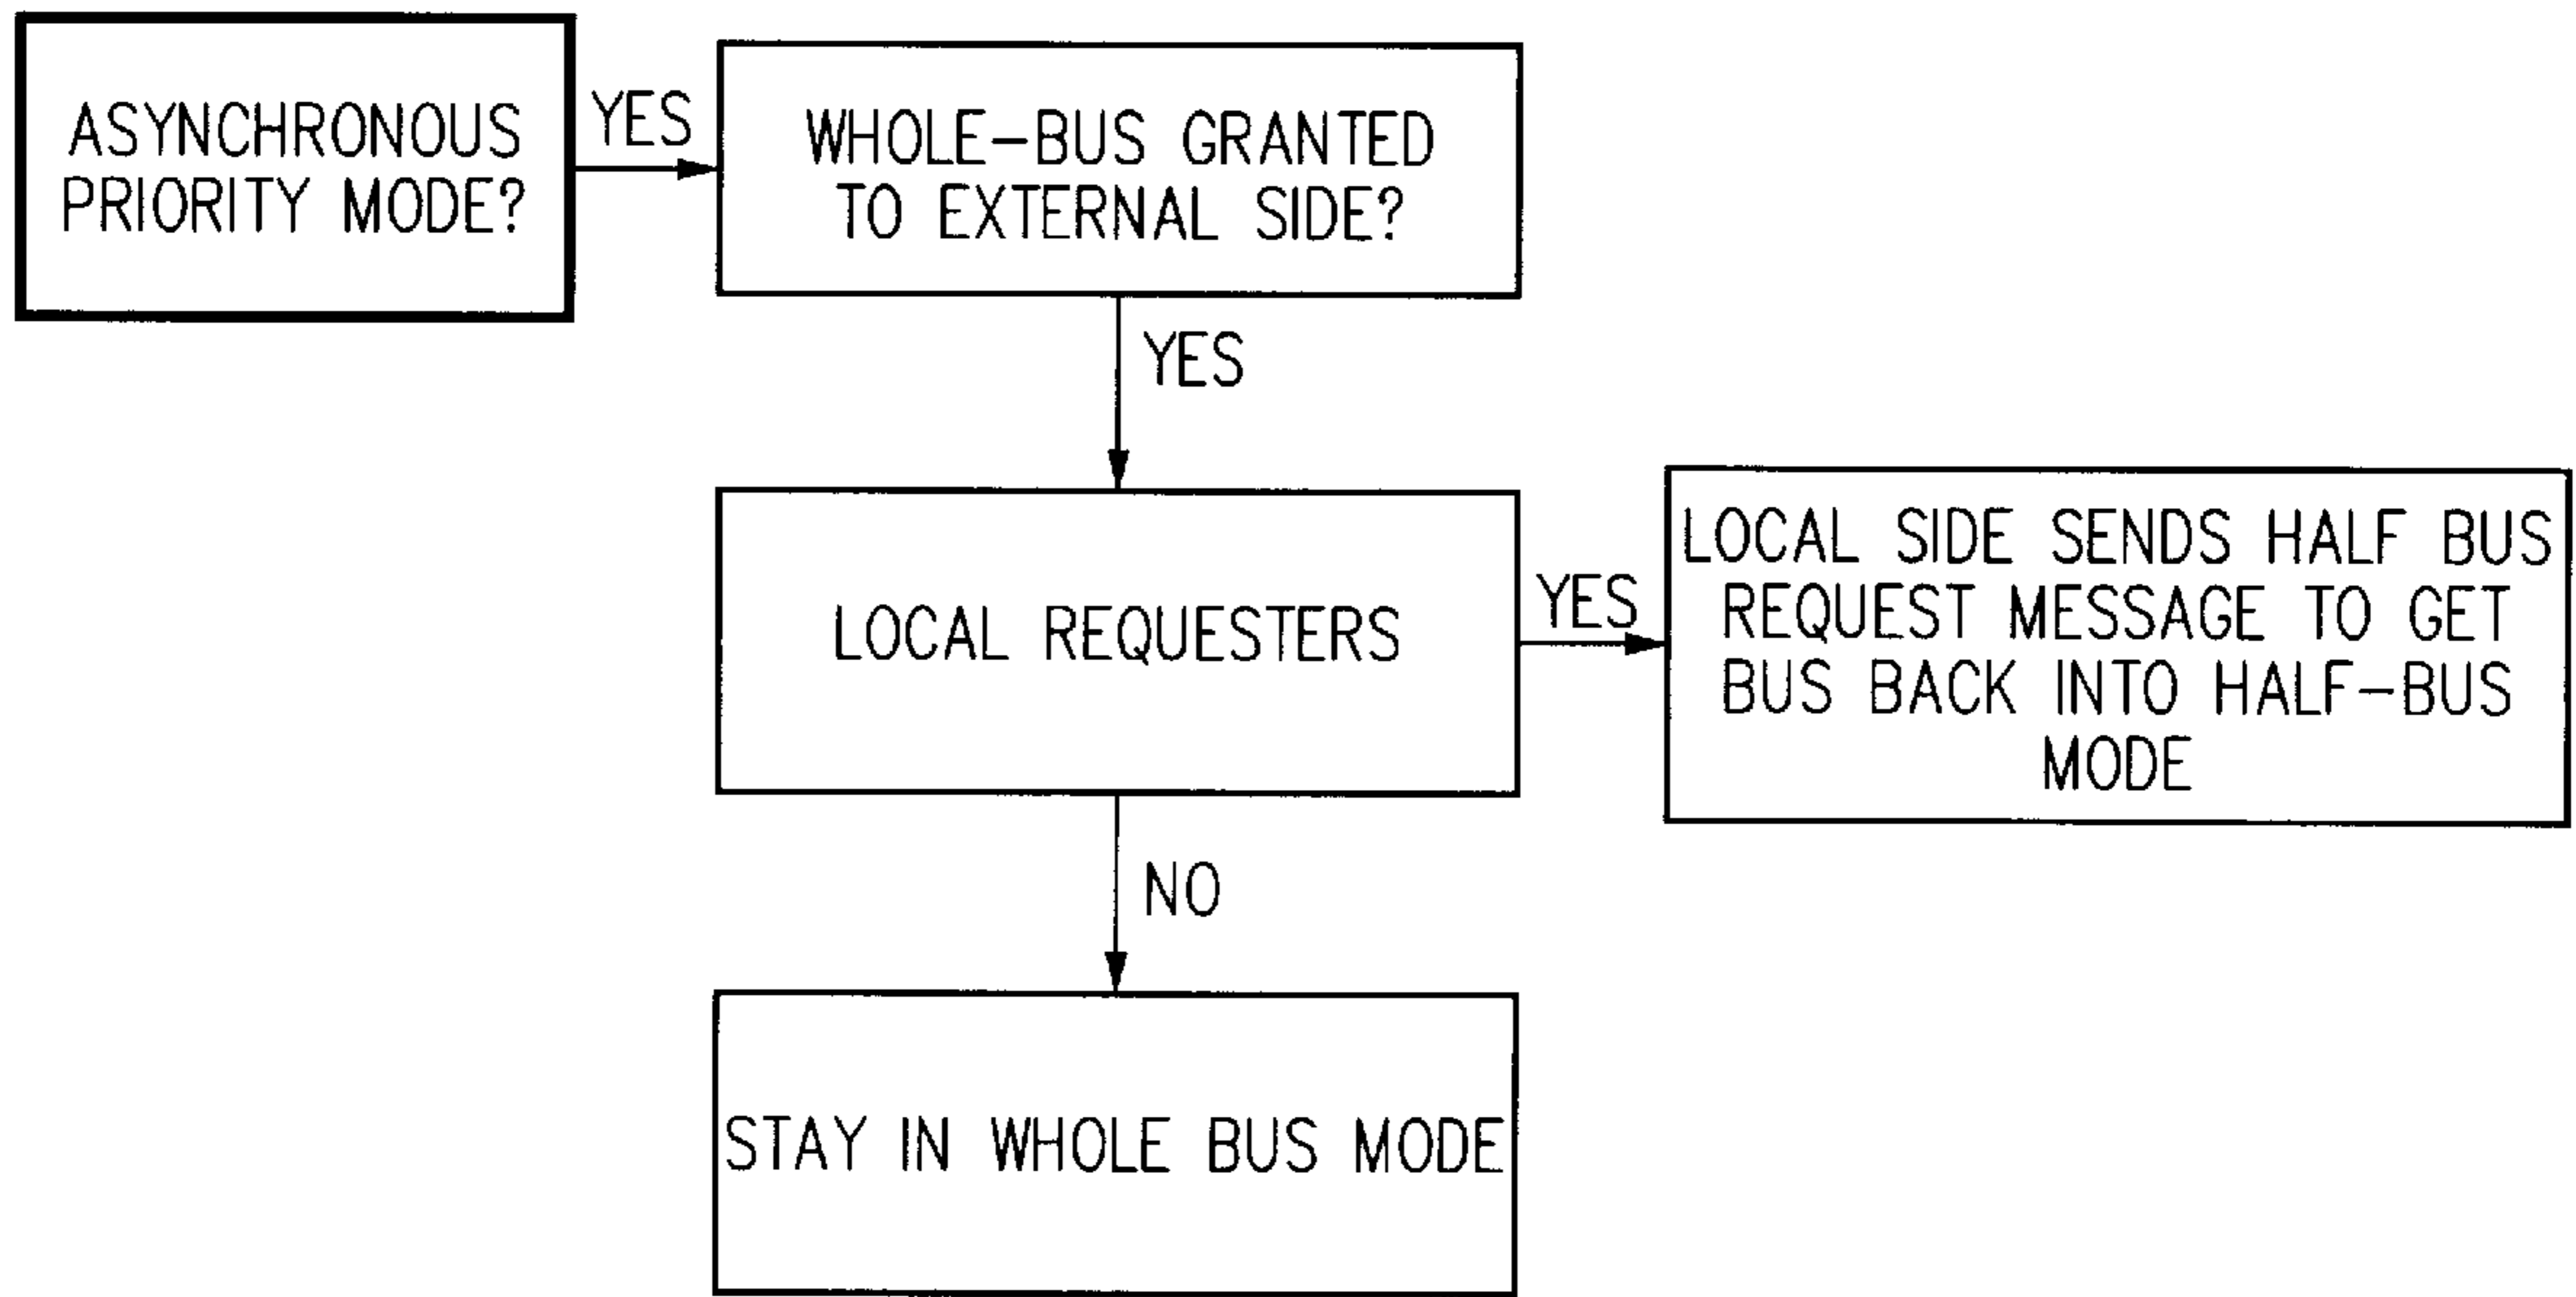 ASYNCHRONOUS
PRIORITY MODE?
YES
WHOLE-BUS GRANTED
TO EXTERNAL SIDE?
YES
LOCAL REQUESTERS
YES
LOCAL SIDE SENDS HALF BUS
REQUEST MESSAGE TO GET
BUS BACK INTO HALF-BUS
MODE
NO
STAY IN WHOLE BUS MODE